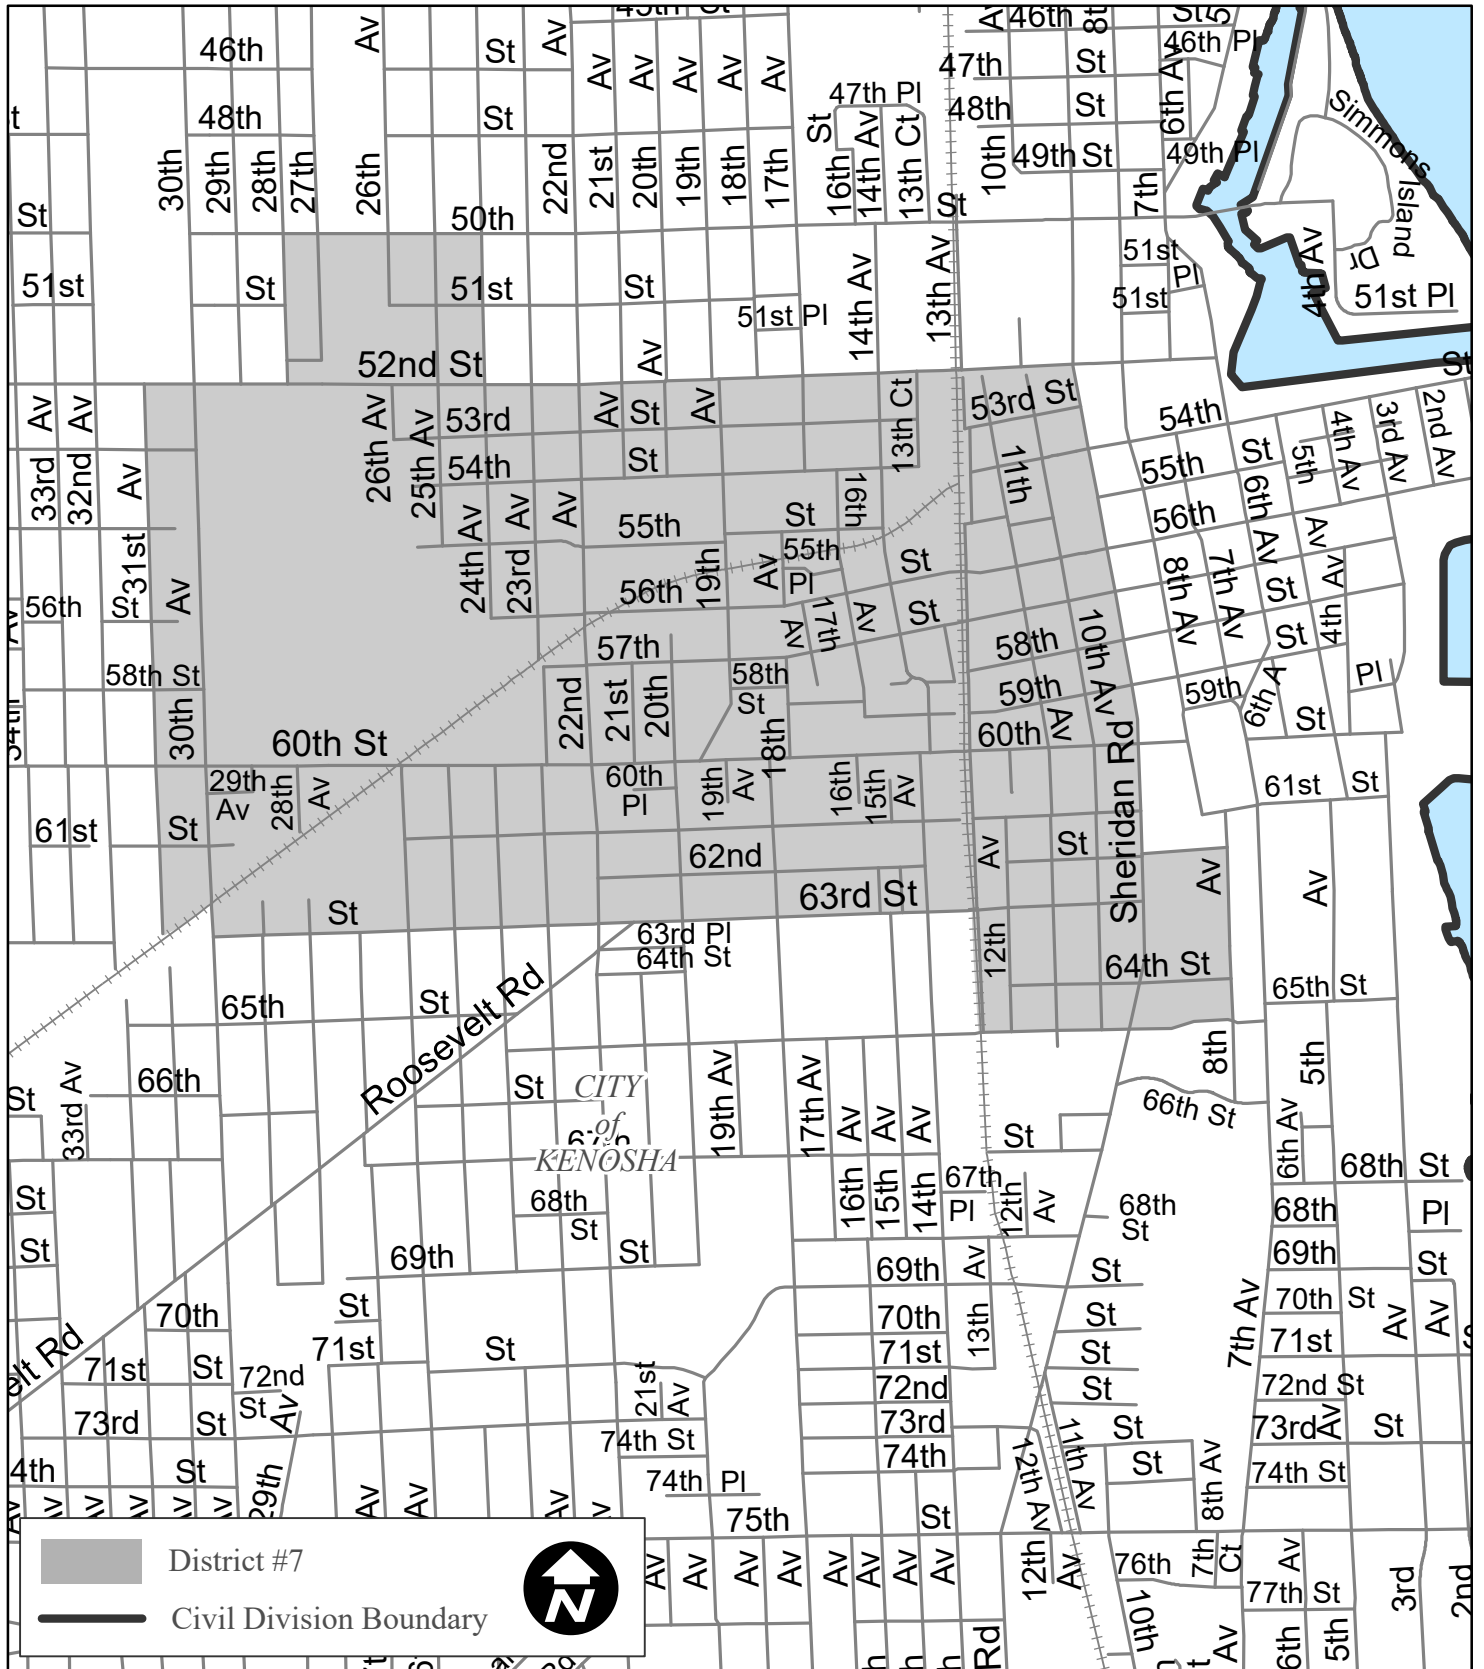 45th St
46th
Av
St
Av
Av
Av
Av
Av
Av
Av
46th
8th
St
5
46th Pl
47th
St
6th Av
47th Pl
48th
St
48th
St
St
16th
14th Av
13th Ct
10th
49th St
49th Pl
7th
Simmons
Island
Dr
30th
29th
28th
27th
26th
22nd
21st
20th
19th
18th
17th
St
50th
St
51st
St
51st
St
51st Pl
14th Av
13th Av
51st
Pl
51st
4th Av
51st Pl
52nd St
Av
St
Av
Av
26th Av
25th Av
53rd
Av
St
Av
13th Ct
53rd St
54th
St
5th
4th Av
3rd Av
2nd Av
33rd
32nd
Av
54th
St
11th
55th
6th Av
31st
Av
24th Av
23rd
Av
Av
55th
St
16th
56th
Av
56th
St
19th
Av
55th
Pl
St
56th
8th Av
7th Av
St
4th Av
58th St
30th
57th
Av
17th
Av
St
58th
10th Av
St
59th
6th A
St
Pl
22nd
21st
20th
58th
St
18th
59th
Av
60th
Sheridan Rd
60th St
29th
Av
28th
Av
60th
Pl
19th
Av
16th
15th
Av
61st
St
61st
St
62nd
Av
St
Av
Av
St
63rd St
12th
64th St
63rd Pl
64th St
65th
St
Roosevelt Rd
65th St
33rd Av
66th
St
St
CITY
of
KENOSHA
67th
19th Av
17th Av
Av
Av
Av
St
66th St
8th
5th
6th Av
68th St
St
St
68th
St
16th
15th
14th
67th
Pl
12th
Av
68th
St
68th
Pl
69th
St
69th
Av
St
69th
St
70th
St
70th
13th
St
7th Av
70th
St
Av
Av
elt Rd
71st
St
71st
St
71st
St
71st
72nd
St
Av
21st
Av
72nd
St
72nd St
73rd
St
74th St
73rd
St
73rd
Av
St
4th
St
29th
Av
Av
Av
74th Pl
74th
12th Av
11th Av
St
8th Av
74th St
75th
St
District #7
Civil Division Boundary
N
Av
Av
Av
Av
Av
Av
Av
Av
12th
Av
76th
7th
Ct
Av
77th St
3rd
2nd
Rd
10th
Av
6th
5th